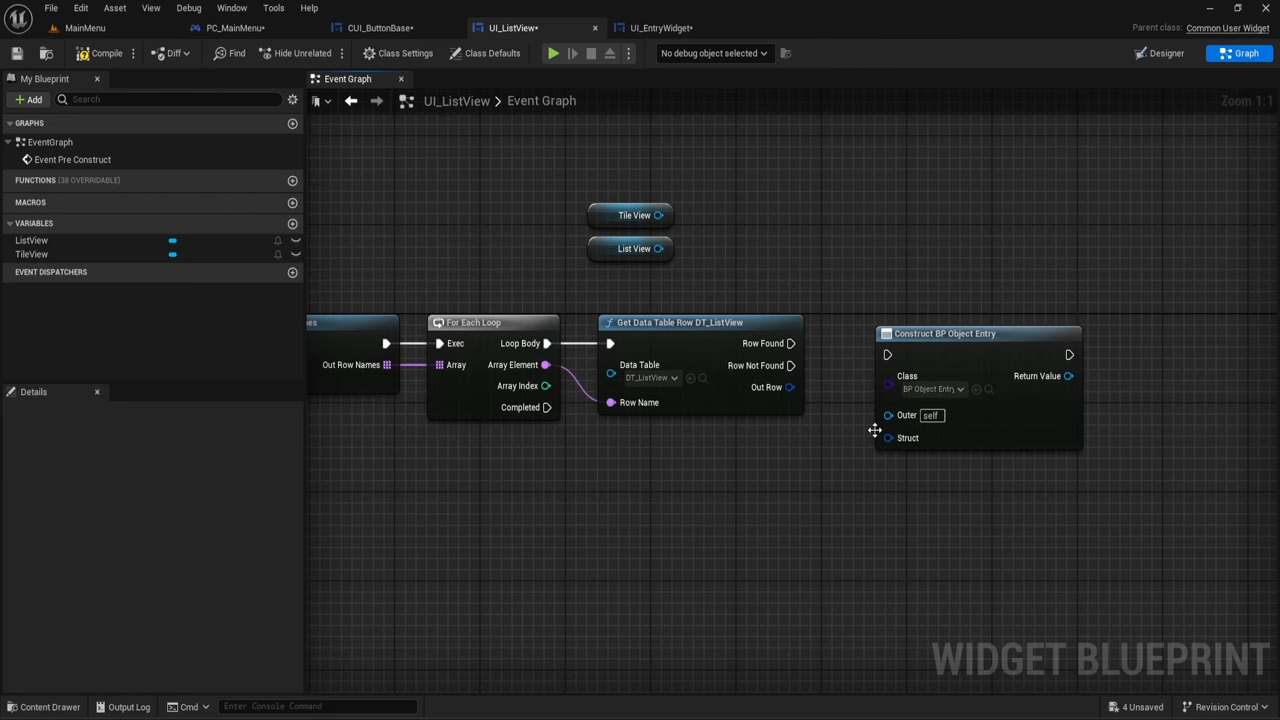 File Edit Asset View Debug Window Tools Help
MainMenu
PC_MainMenu*
CUI_ButtonBase*
UI_ListView*
UI_EntryWidget*
Parent class: Common User Widget
Compile
Diff
Find
Hide Unrelated
Class Settings
Class Defaults
No debug object selected
Designer
Graph
My Blueprint
Event Graph
Add
Search
UI_ListView > Event Graph
Zoom 1:1
GRAPHS
EventGraph
Event Pre Construct
FUNCTIONS (38 OVERRIDABLE)
MACROS
VARIABLES
ListView
TileView
EVENT DISPATCHERS
Details
Tile View
List View
Out Row Names
For Each Loop
Exec
Loop Body
Array
Array Element
Array Index
Completed
Get Data Table Row DT_ListView
Row Found
Data Table
DT_ListView
Row Not Found
Out Row
Row Name
Construct BP Object Entry
Class
BP Object Entry
Return Value
Outer self
Struct
WIDGET BLUEPRINT
Content Drawer
Output Log
Cmd
Enter Console Command
4 Unsaved
Revision Control